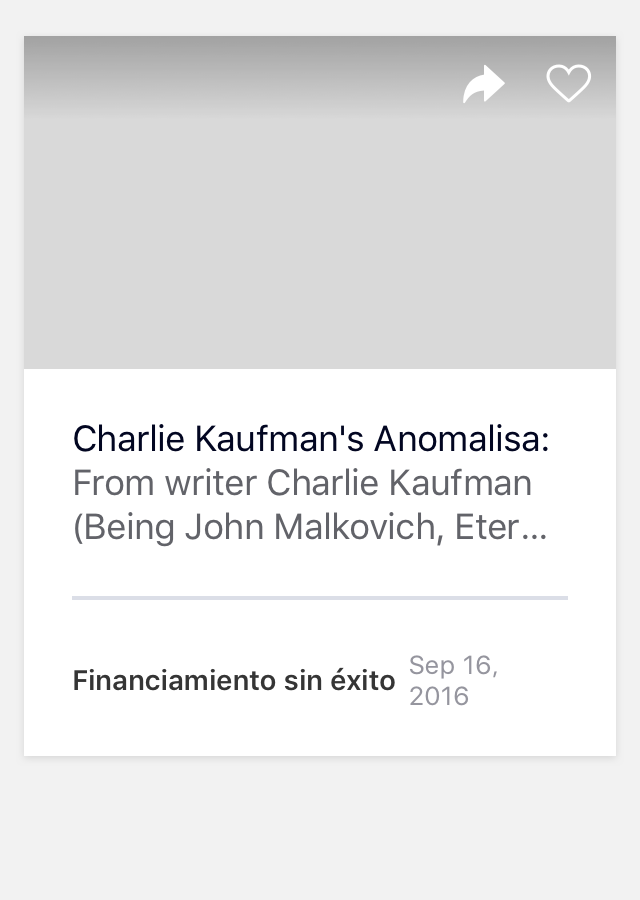 Charlie Kaufman's Anomalisa:
From writer Charlie Kaufman
(Being John Malkovich, Eter...
Financiamiento sin éxito
Sep 16,
2016